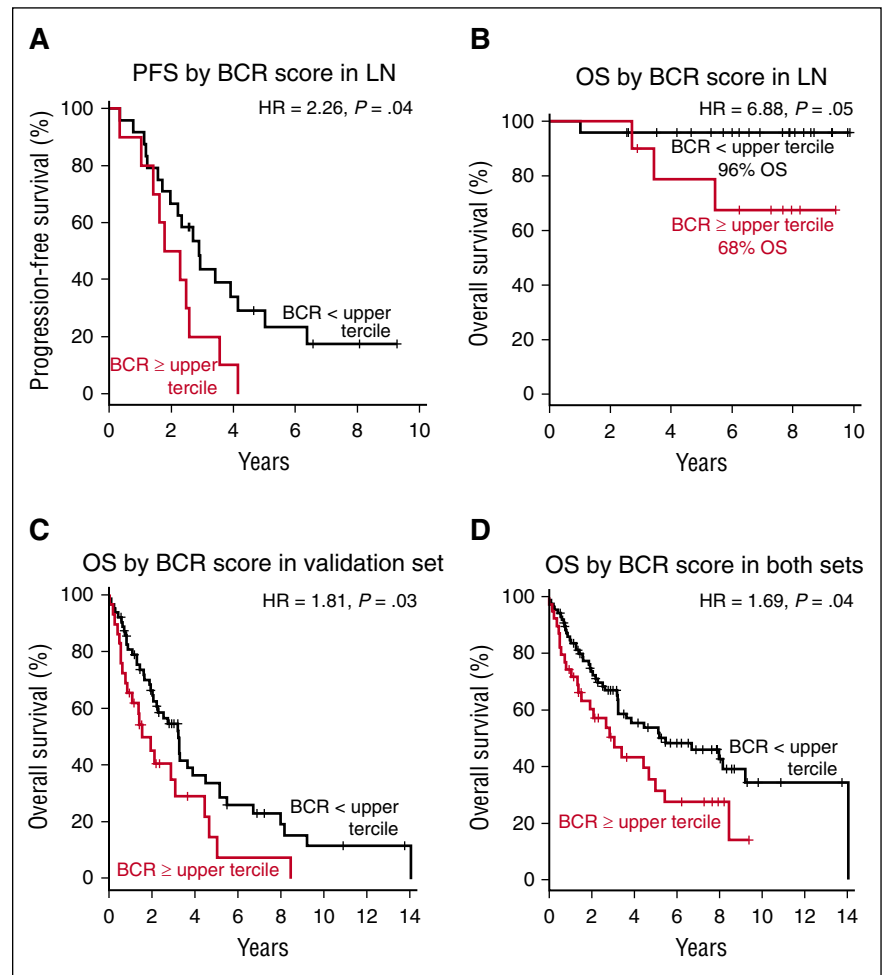 A
PFS by BCR score in LN
HR = 2.26, P = .04
Progression-free survival (%)
100
80
60
40
20
0
BCR < upper
tercile
BCR ≥ upper
tercile
0 2 4 6 8 10
Years
B
OS by BCR score in LN
HR = 6.88, P = .05
Overall survival (%)
100
80
60
40
20
0
BCR < upper tercile
96% OS
BCR ≥ upper tercile
68% OS
0 2 4 6 8 10
Years
C
OS by BCR score in validation set
HR = 1.81, P = .03
Overall survival (%)
100
80
60
40
20
0
BCR < upper
tercile
BCR ≥ upper tercile
0 2 4 6 8 10 12 14
Years
D
OS by BCR score in both sets
HR = 1.69, P = .04
Overall survival (%)
100
80
60
40
20
0
BCR < upper
tercile
BCR ≥ upper tercile
0 2 4 6 8 10 12 14
Years